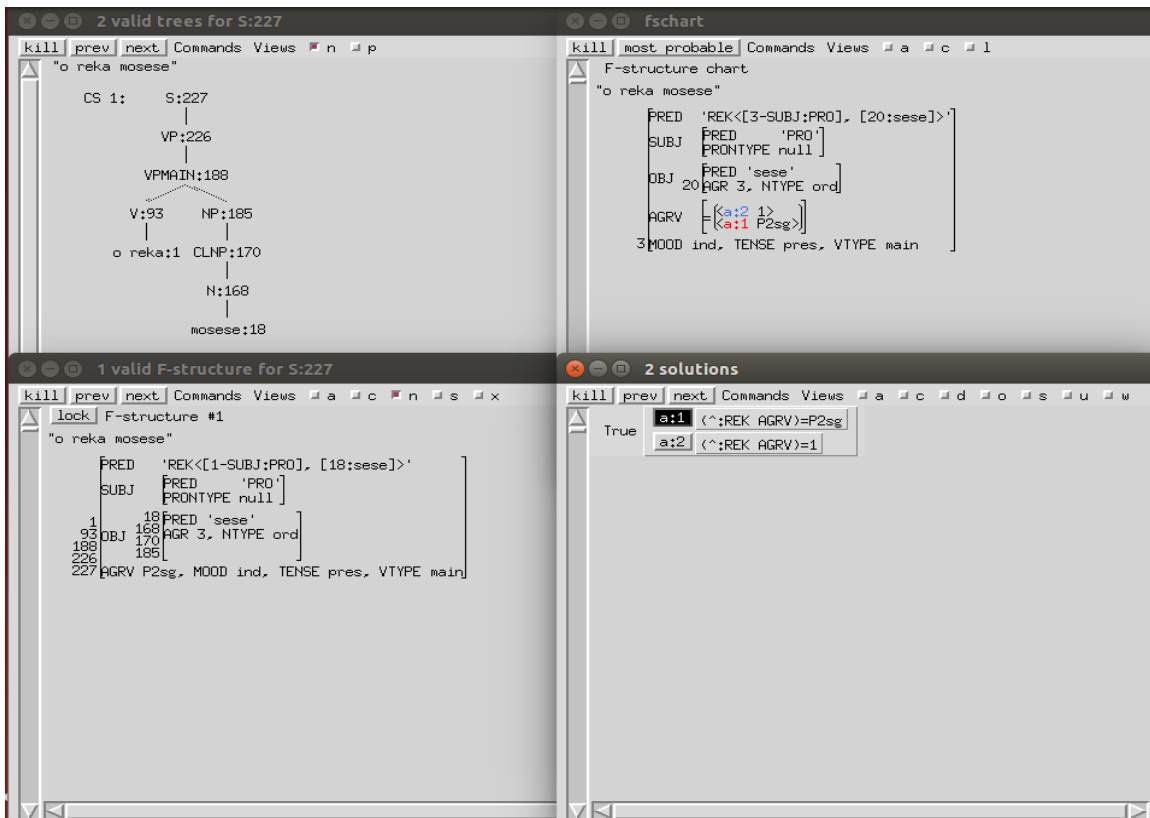 2 valid trees for S:227
kill prev next Commands Views n p
"o reka mosese"
CS 1: S:227
VP:226
VPMAIN:188
V:93 NP:185
o reka:1 CLNP:170
N:168
mosese:18
fschart
kill most probable Commands Views a c l
F-structure chart
"o reka mosese"
PRED 'REK<[3-SUBJ:PRO], [20:sese]>'
SUBJ PRED 'PRO'
PRONTYPE null
OBJ 20 PRED 'sese'
AGR 3, NTYPE ord
AGRV = <a:2 1>
<a:1 P2sg>
3 MOOD ind, TENSE pres, VTYPE main
1 valid F-structure for S:227
kill prev next Commands Views a c n s x
lock F-structure #1
"o reka mosese"
PRED 'REK<[1-SUBJ:PRO], [18:sese]>'
SUBJ PRED 'PRO'
PRONTYPE null
1 18 PRED 'sese'
93 OBJ 168 AGR 3, NTYPE ord
188 170
226 185
227 AGRV P2sg, MOOD ind, TENSE pres, VTYPE main
2 solutions
kill prev next Commands Views a c d o s u w
True a:1 (^:REK AGRV)=P2sg
a:2 (^:REK AGRV)=1